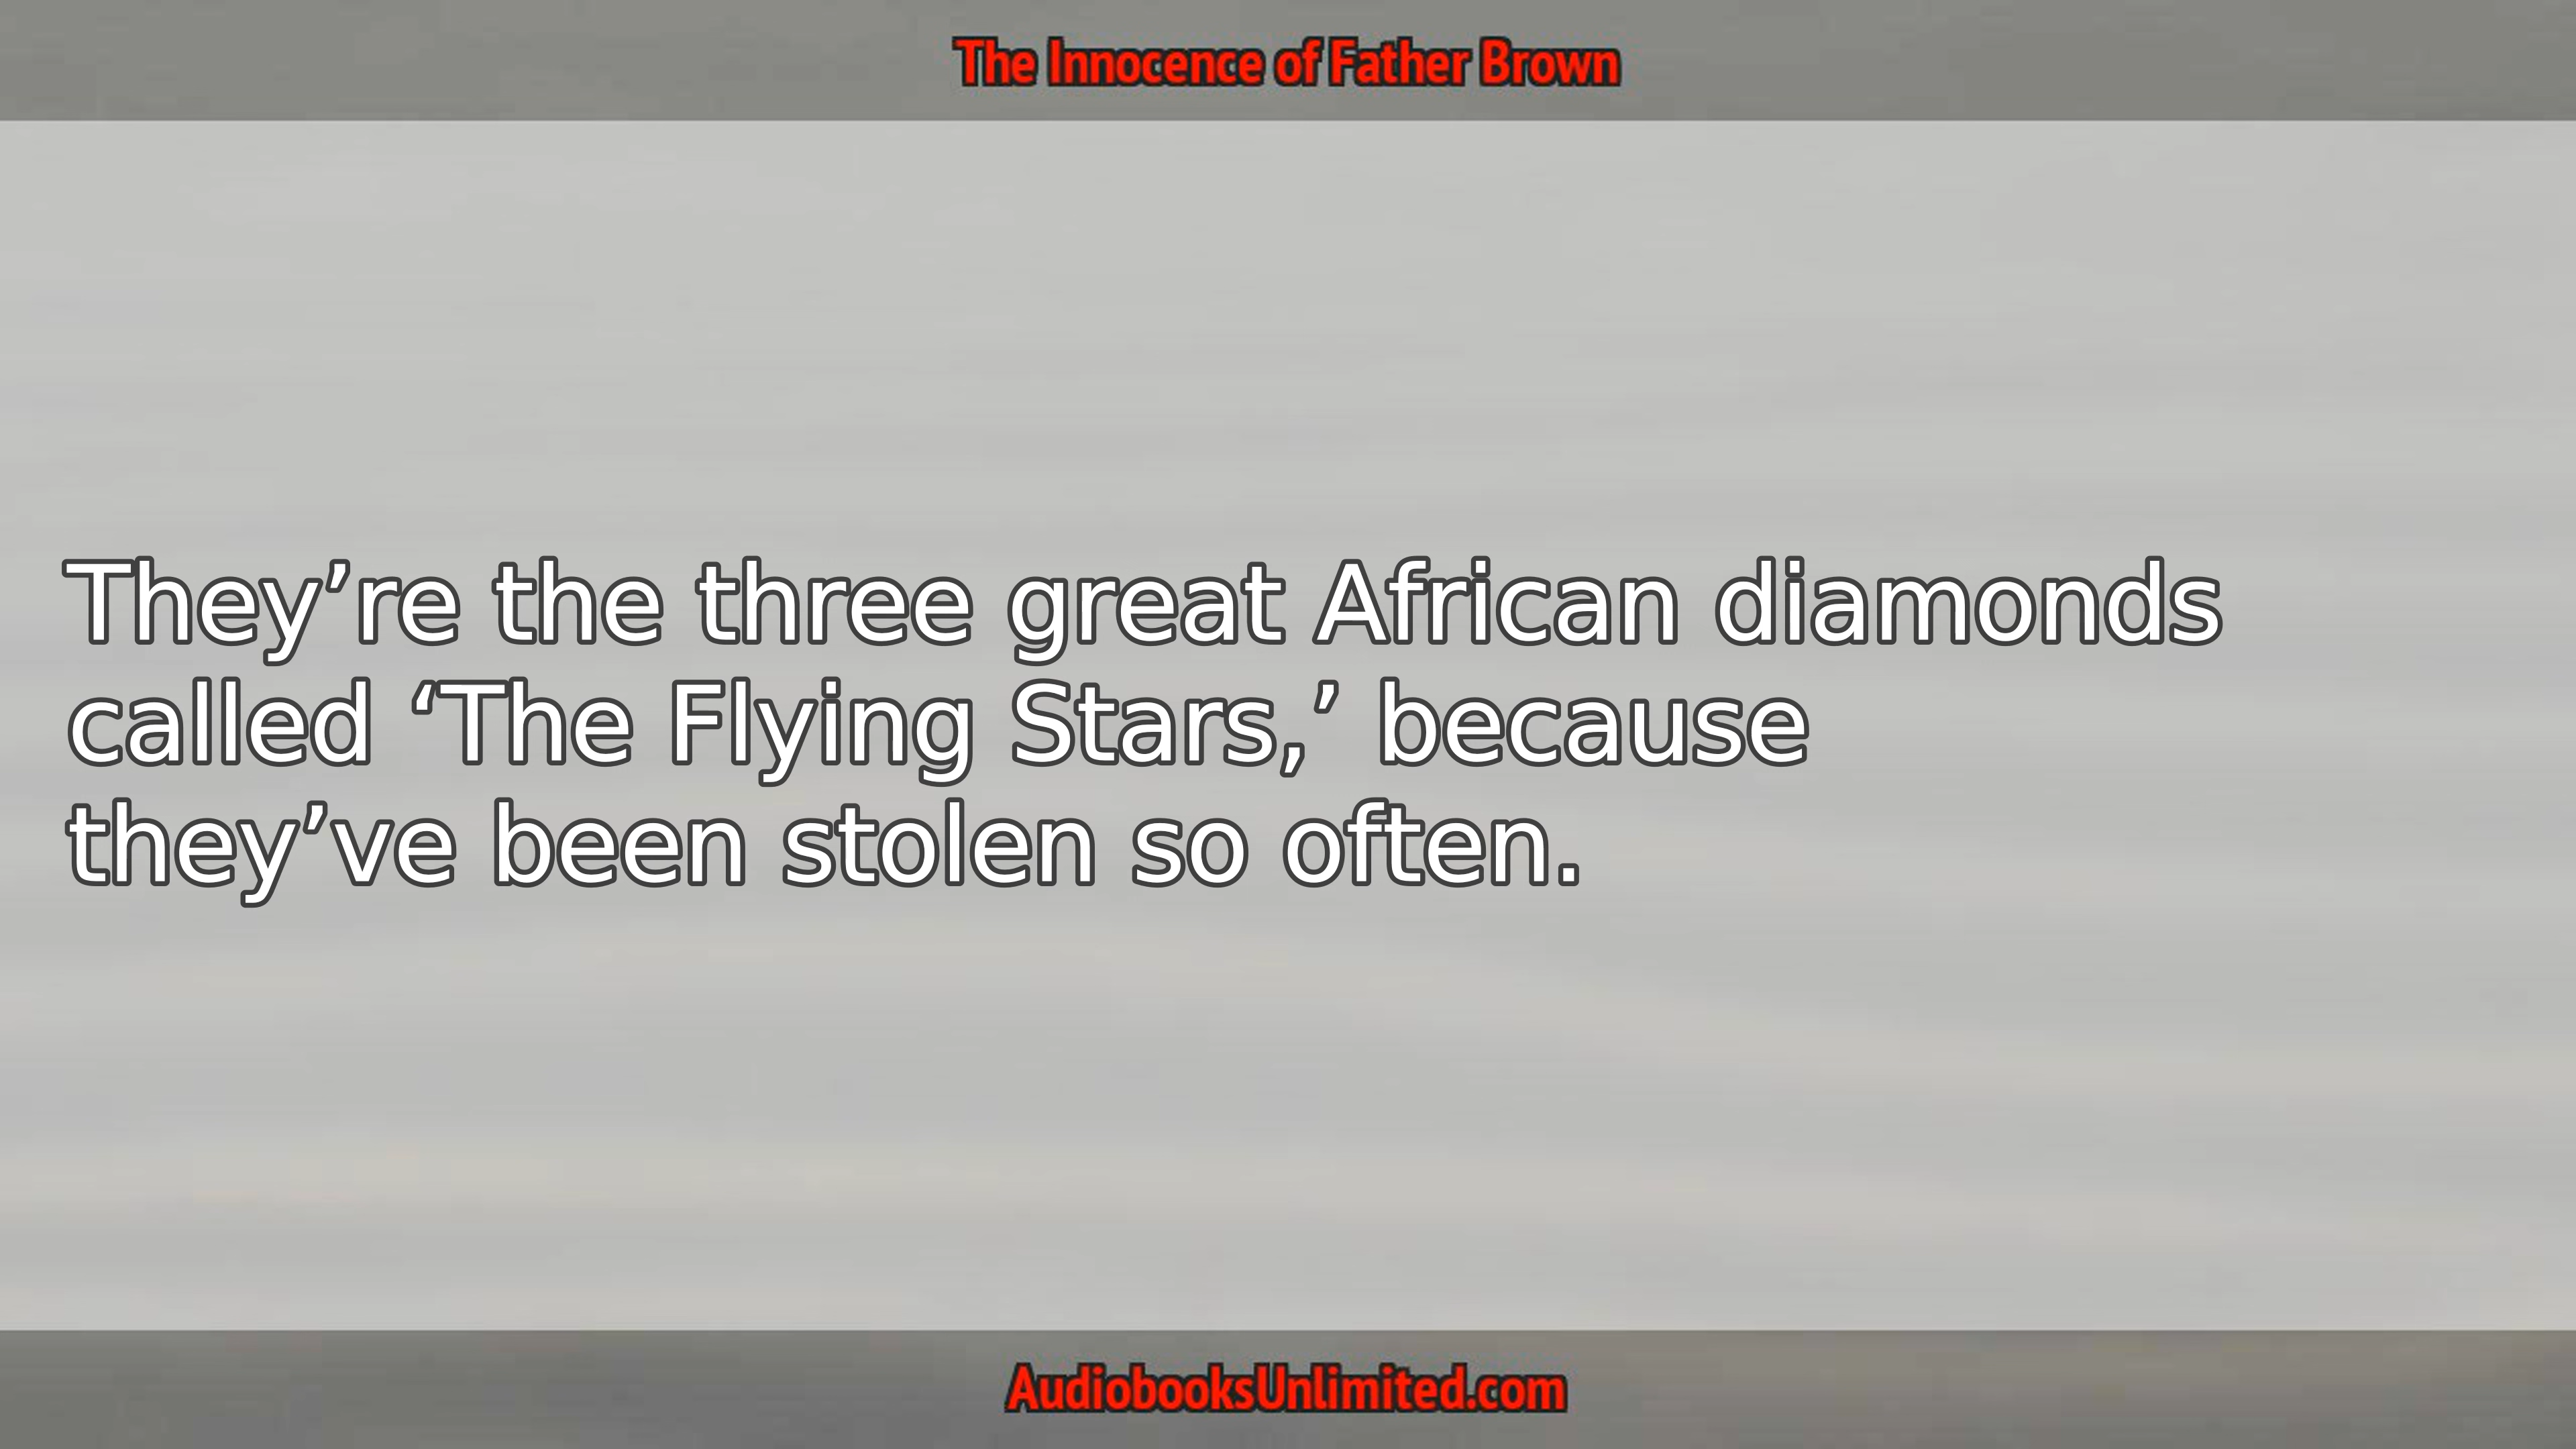 The Innocence of Father Brown
They’re the three great African diamonds
called ‘The Flying Stars,’ because
they’ve been stolen so often.
AudiobooksUnlimited.com